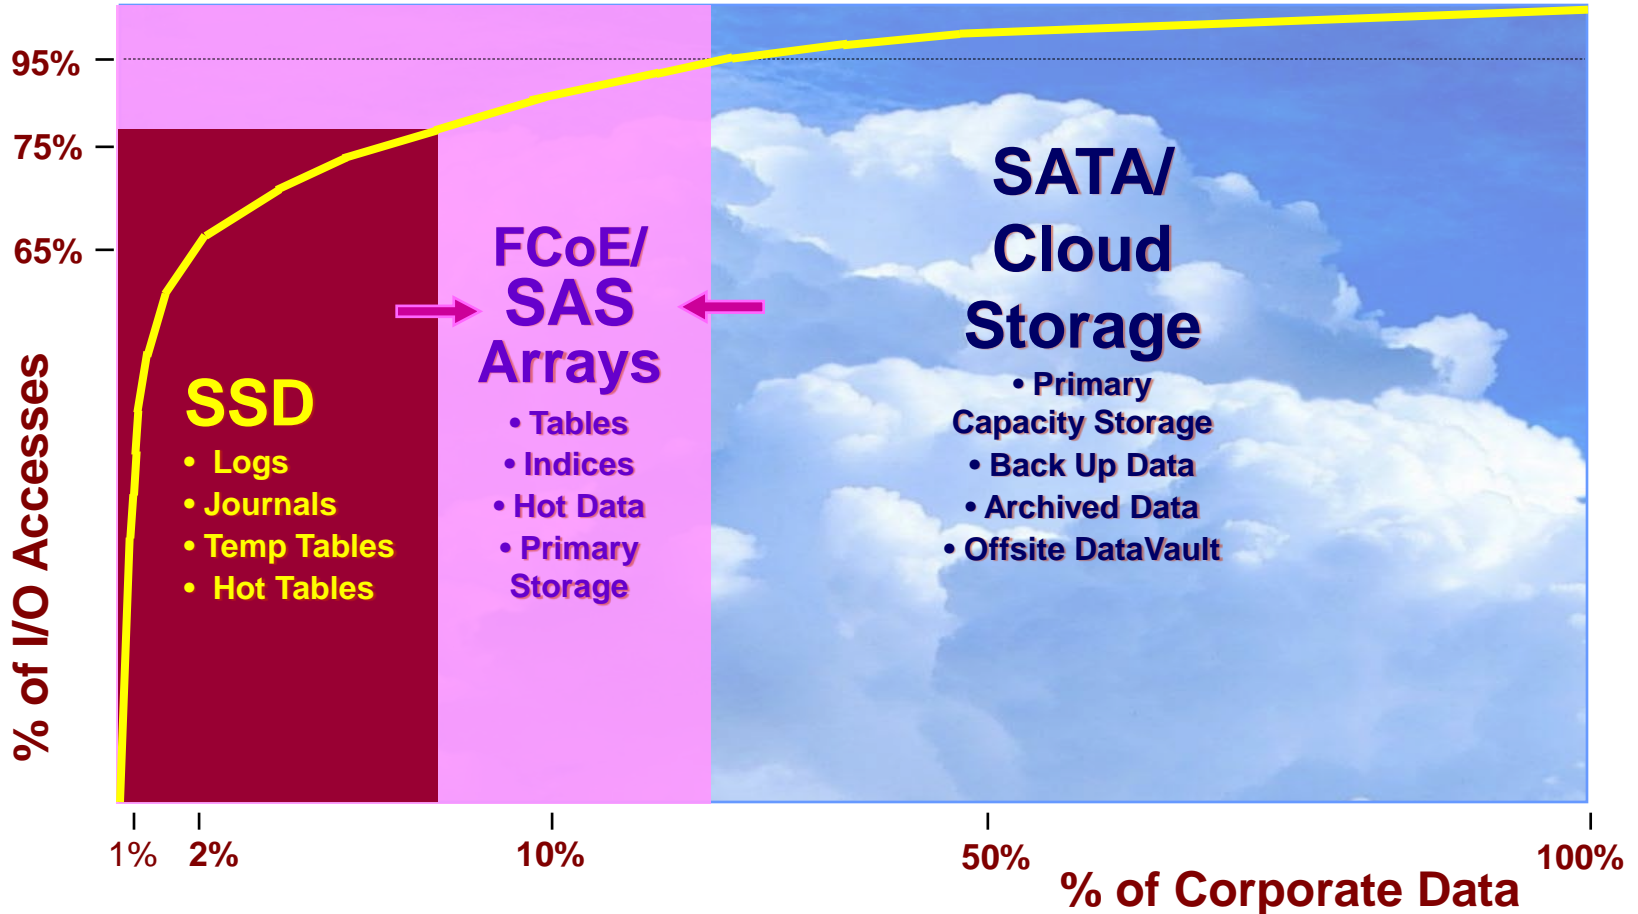 95%
75%
65%
% of I/O Accesses
SSD
• Logs
• Journals
• Temp Tables
• Hot Tables
FCoE/
SAS
Arrays
• Tables
• Indices
• Hot Data
• Primary
Storage
SATA/
Cloud
Storage
• Primary
Capacity Storage
• Back Up Data
• Archived Data
• Offsite DataVault
1%
2%
10%
50%
100%
% of Corporate Data